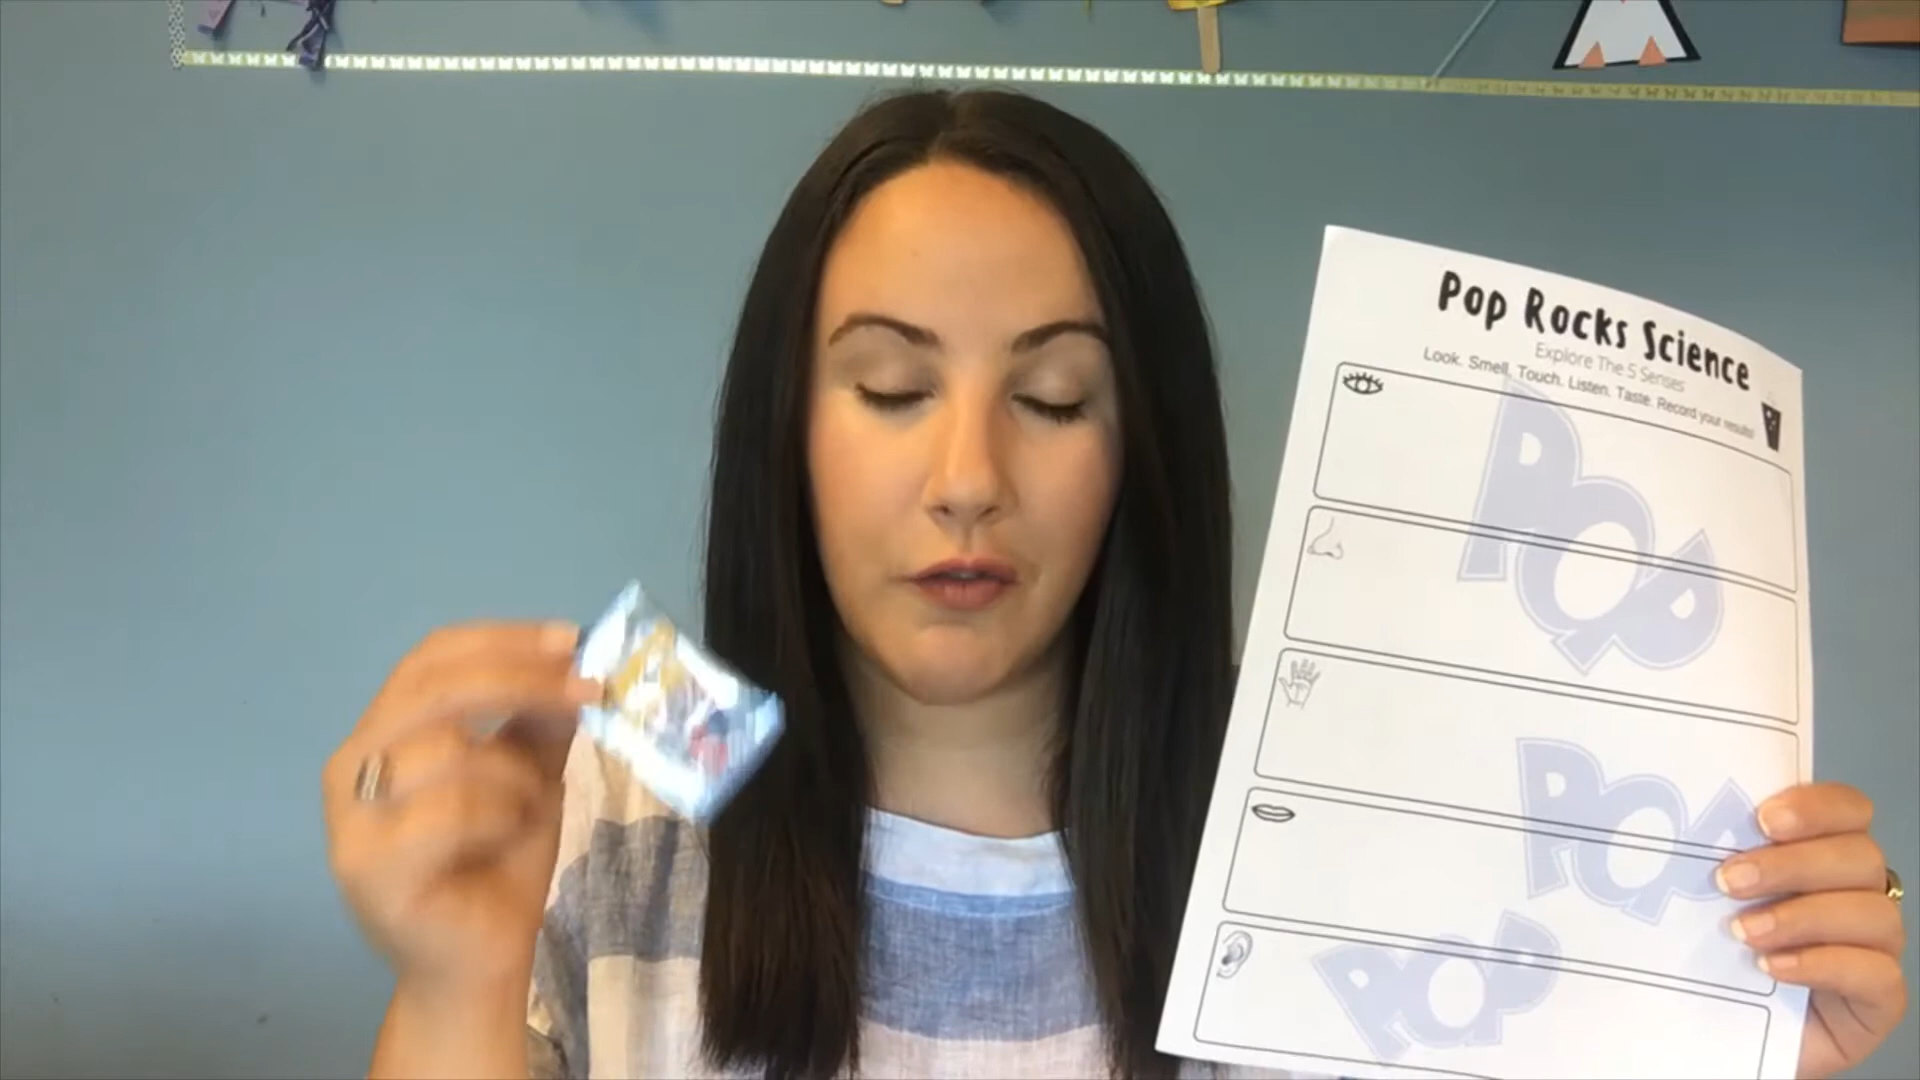 Pop Rocks Science
Explore The 5 Senses
Look. Smell. Touch. Listen. Taste. Record your results!
POP
POP
POP